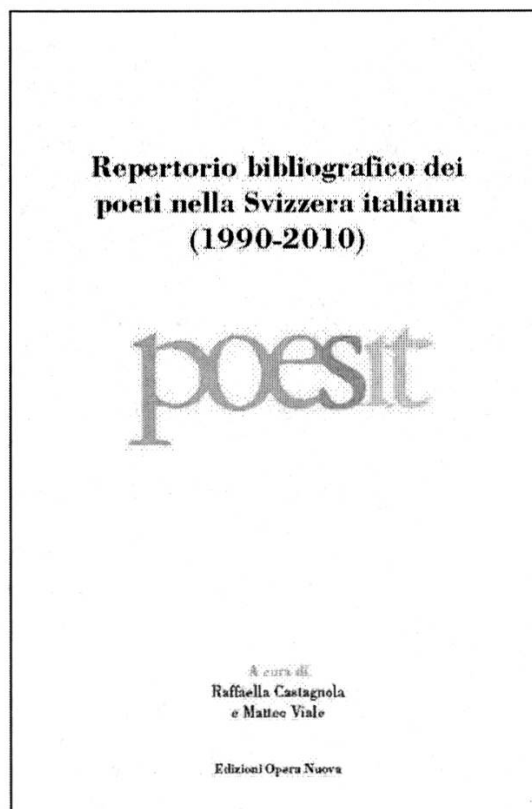 Repertorio bibliografico dei
poeti nella Svizzera italiana
(1990-2010)
poesit
A cura di
Raffaella Castagnola
e Matteo Viale
Edizioni Opera Nuova